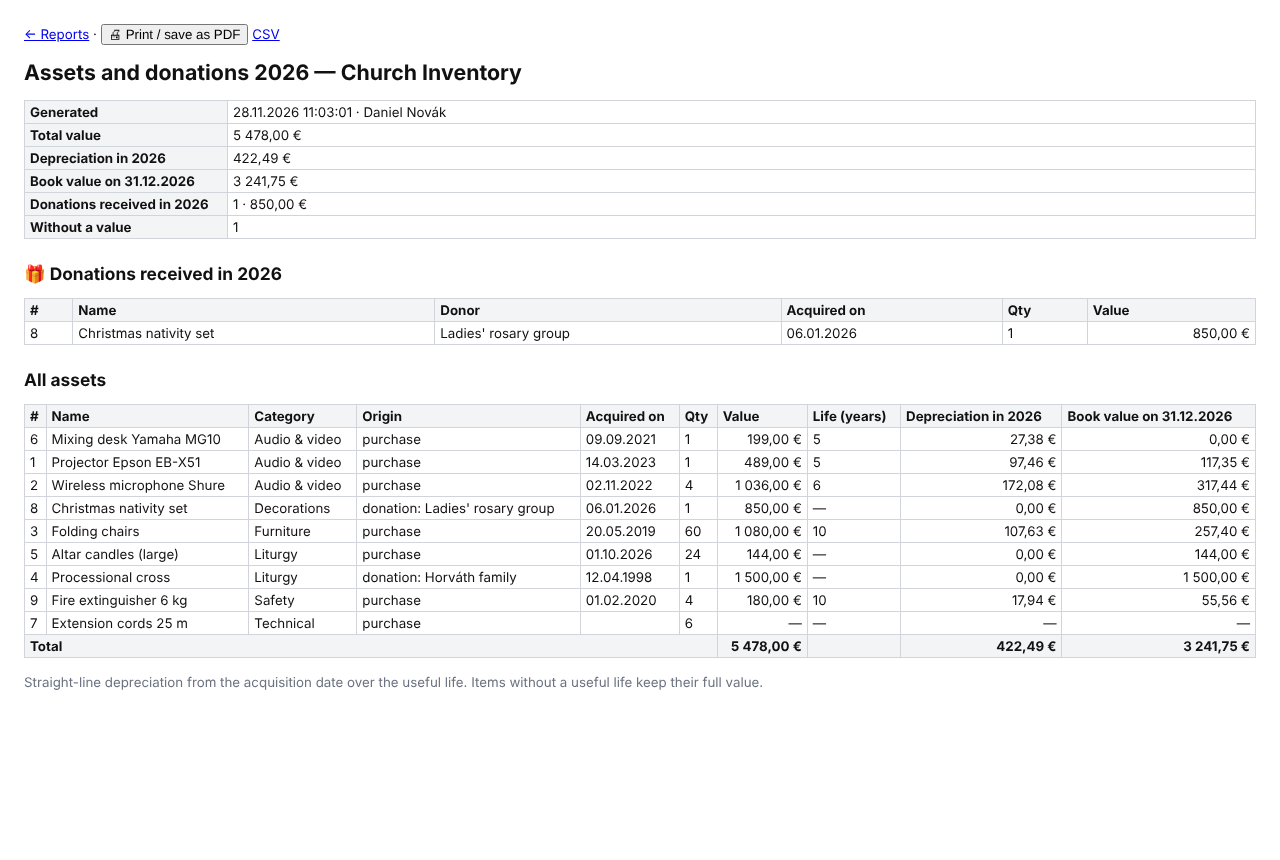 ← Reports · 🖨 Print / save as PDF CSV
Assets and donations 2026 — Church Inventory
Generated 28.11.2026 11:03:01 · Daniel Novák
Total value 5 478,00 €
Depreciation in 2026 422,49 €
Book value on 31.12.2026 3 241,75 €
Donations received in 2026 1 · 850,00 €
Without a value 1
🎁 Donations received in 2026
# Name Donor Acquired on Qty Value
8 Christmas nativity set Ladies' rosary group 06.01.2026 1 850,00 €
All assets
# Name Category Origin Acquired on Qty Value Life (years) Depreciation in 2026 Book value on 31.12.2026
6 Mixing desk Yamaha MG10 Audio & video purchase 09.09.2021 1 199,00 € 5 27,38 € 0,00 €
1 Projector Epson EB-X51 Audio & video purchase 14.03.2023 1 489,00 € 5 97,46 € 117,35 €
2 Wireless microphone Shure Audio & video purchase 02.11.2022 4 1 036,00 € 6 172,08 € 317,44 €
8 Christmas nativity set Decorations donation: Ladies' rosary group 06.01.2026 1 850,00 € — 0,00 € 850,00 €
3 Folding chairs Furniture purchase 20.05.2019 60 1 080,00 € 10 107,63 € 257,40 €
5 Altar candles (large) Liturgy purchase 01.10.2026 24 144,00 € — 0,00 € 144,00 €
4 Processional cross Liturgy donation: Horváth family 12.04.1998 1 1 500,00 € — 0,00 € 1 500,00 €
9 Fire extinguisher 6 kg Safety purchase 01.02.2020 4 180,00 € 10 17,94 € 55,56 €
7 Extension cords 25 m Technical purchase 6 — — — —
Total 5 478,00 € 422,49 € 3 241,75 €
Straight-line depreciation from the acquisition date over the useful life. Items without a useful life keep their full value.